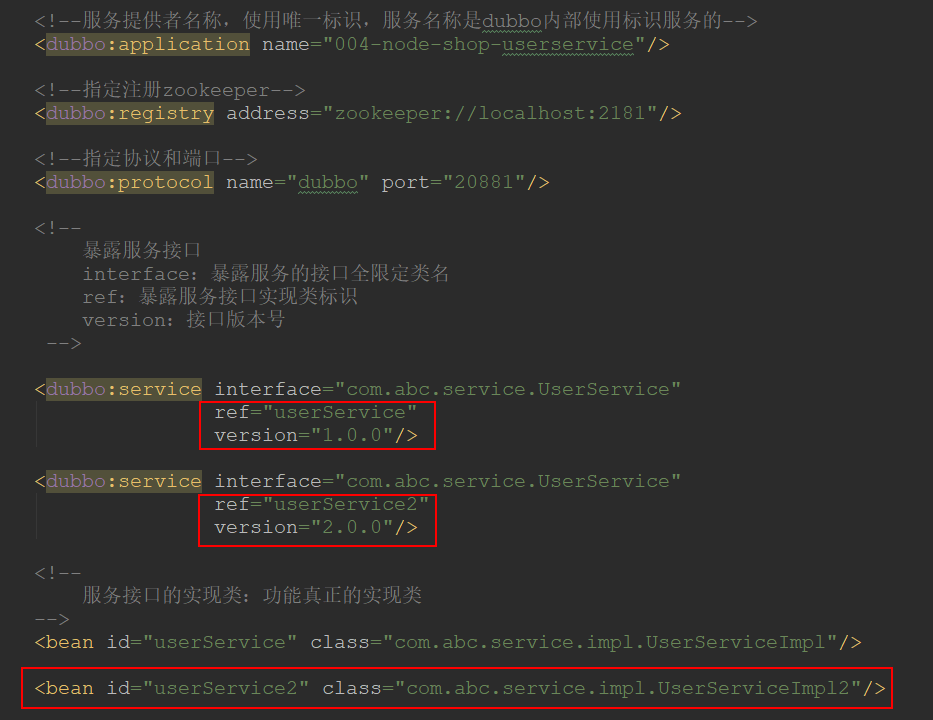 <!--服务提供者名称，使用唯一标识，服务名称是dubbo内部使用标识服务的-->
<dubbo:application name="004-node-shop-userservice"/>
<!--指定注册zookeeper-->
<dubbo:registry address="zookeeper://localhost:2181"/>
<!--指定协议和端口-->
<dubbo:protocol name="dubbo" port="20881"/>
<!--
暴露服务接口
interface：暴露服务的接口全限定类名
ref：暴露服务接口实现类标识
version：接口版本号
-->
<dubbo:service interface="com.abc.service.UserService"
ref="userService"
version="1.0.0"/>
<dubbo:service interface="com.abc.service.UserService"
ref="userService2"
version="2.0.0"/>
<!--
服务接口的实现类：功能真正的实现类
-->
<bean id="userService" class="com.abc.service.impl.UserServiceImpl"/>
<bean id="userService2" class="com.abc.service.impl.UserServiceImpl2"/>